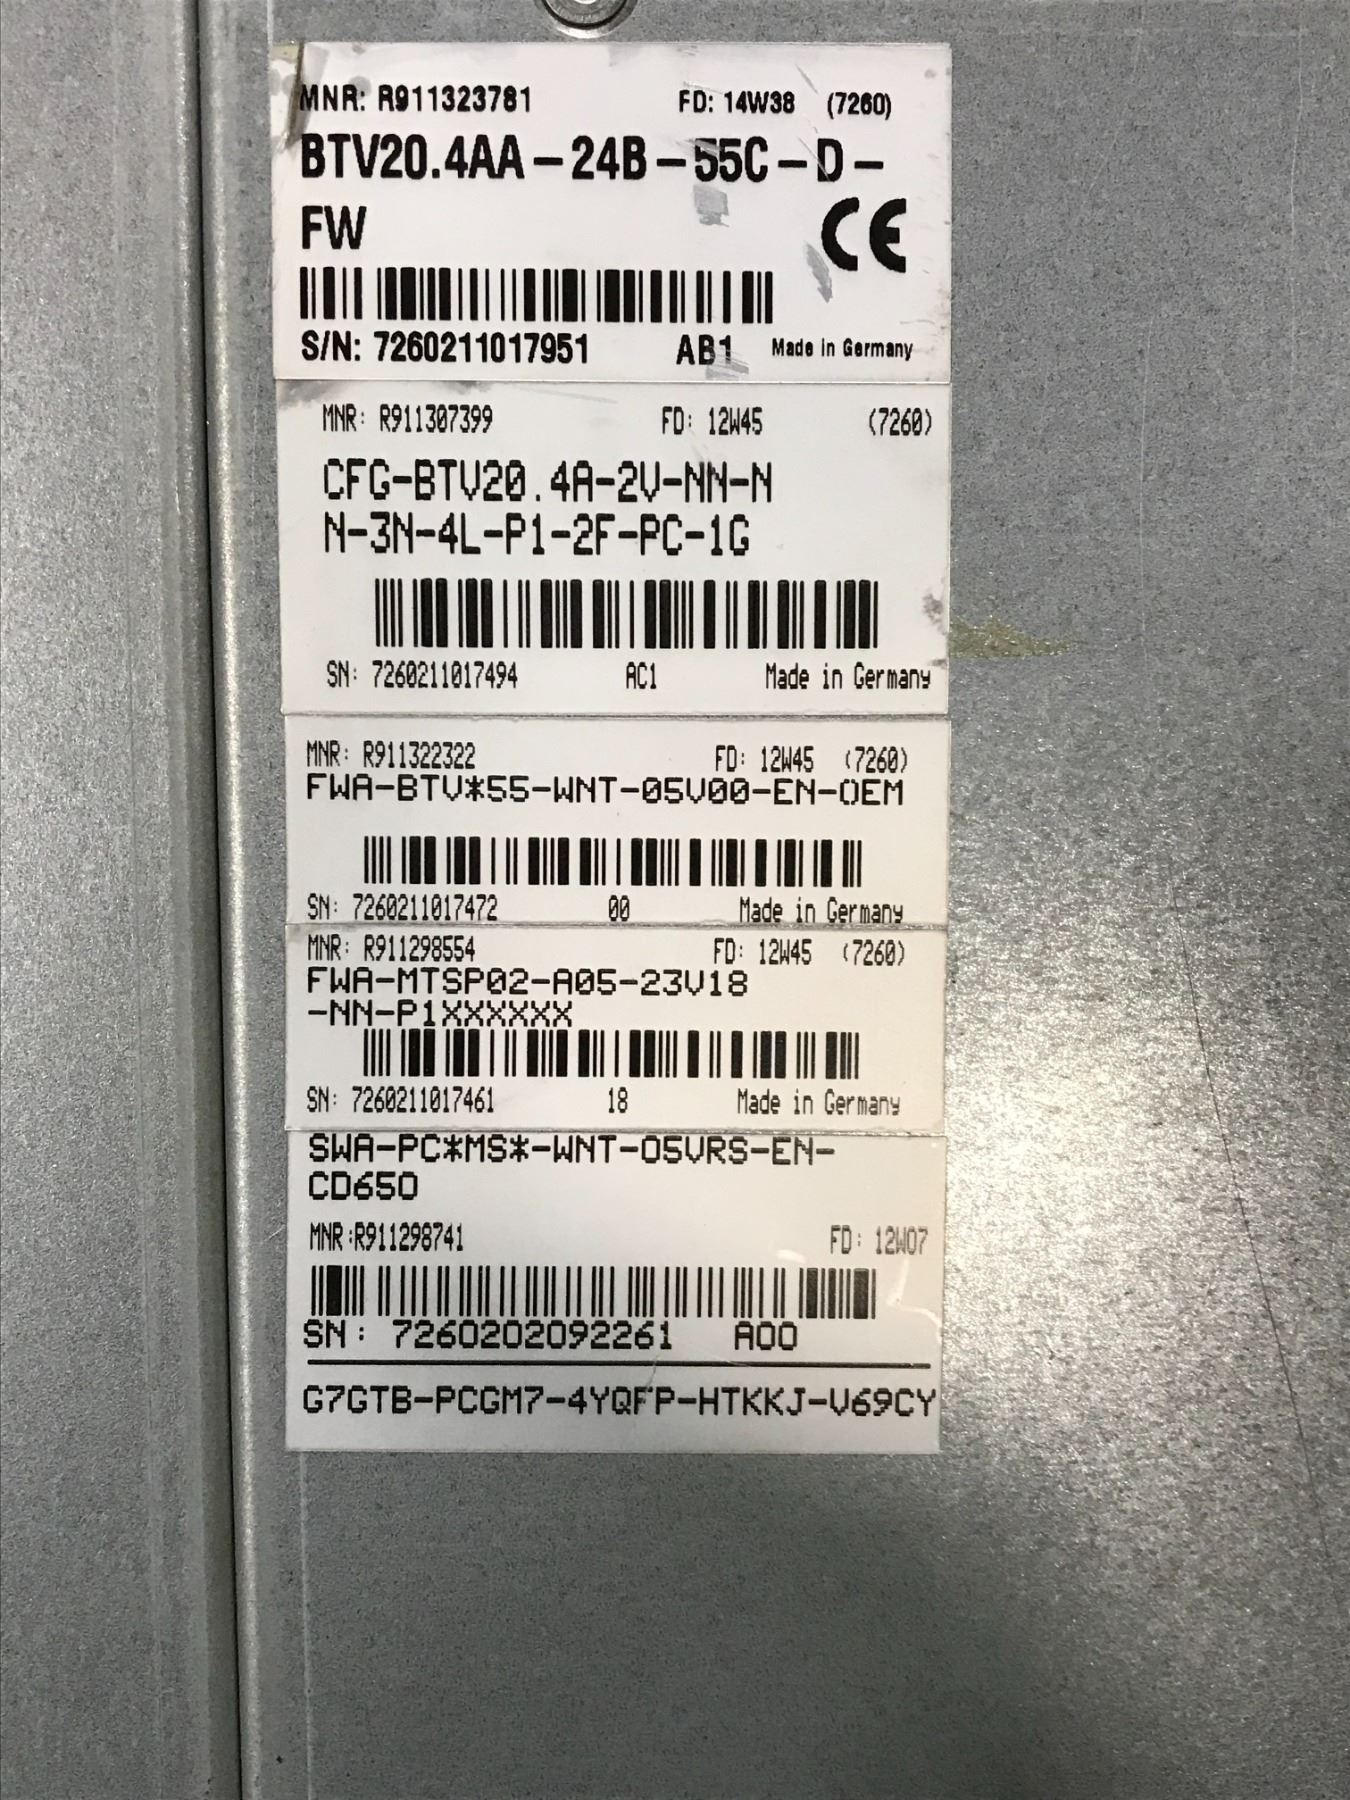 MNR: R911323781 FD: 14W38 (7260)
BTV20.4AA-24B-55C-D-
FW CE
S/N: 7260211017951 AB1 Made in Germany
MNR: R911307399 FD: 12W45 (7260)
CFG-BTV20.4A-2V-NN-N
N-3N-4L-P1-2F-PC-1G
SN: 7260211017494 AC1 Made in Germany
MNR: R911322322 FD: 12W45 (7260)
FWA-BTV*55-WNT-05V00-EN-OEM
SN: 7260211017472 00 Made in Germany
MNR: R911298554 FD: 12W45 (7260)
FWA-MTSP02-A05-23V18
-NN-P1XXXXXX
SN: 7260211017461 18 Made in Germany
SWA-PC*MS*-WNT-05VRS-EN-
CD650
MNR:R911298741 FD: 12W07
SN: 7260202092261 A00
G7GTB-PCGM7-4YQFP-HTKKJ-V69CY